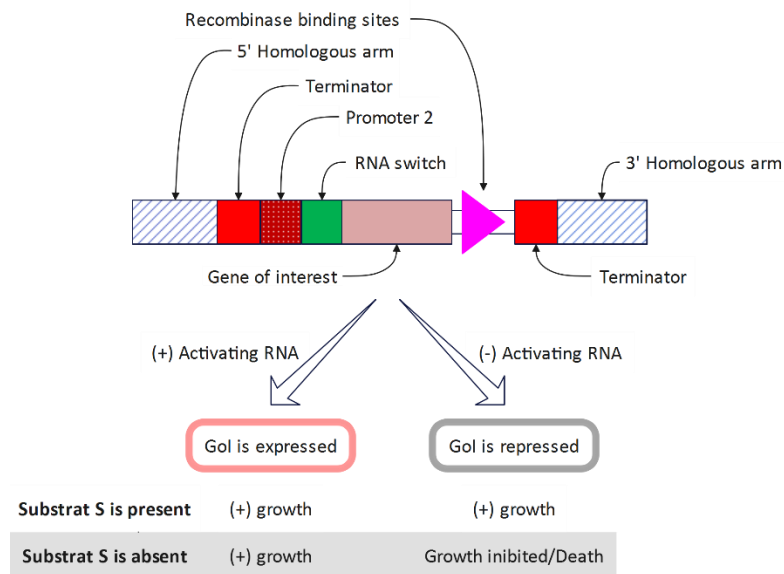 Recombinase binding sites
5' Homologous arm
Terminator
Promoter 2
RNA switch
3' Homologous arm
Gene of interest
Terminator
(+) Activating RNA
(-) Activating RNA
GoI is expressed
GoI is repressed
Substrat S is present
(+) growth
(+) growth
Substrat S is absent
(+) growth
Growth inibited/Death